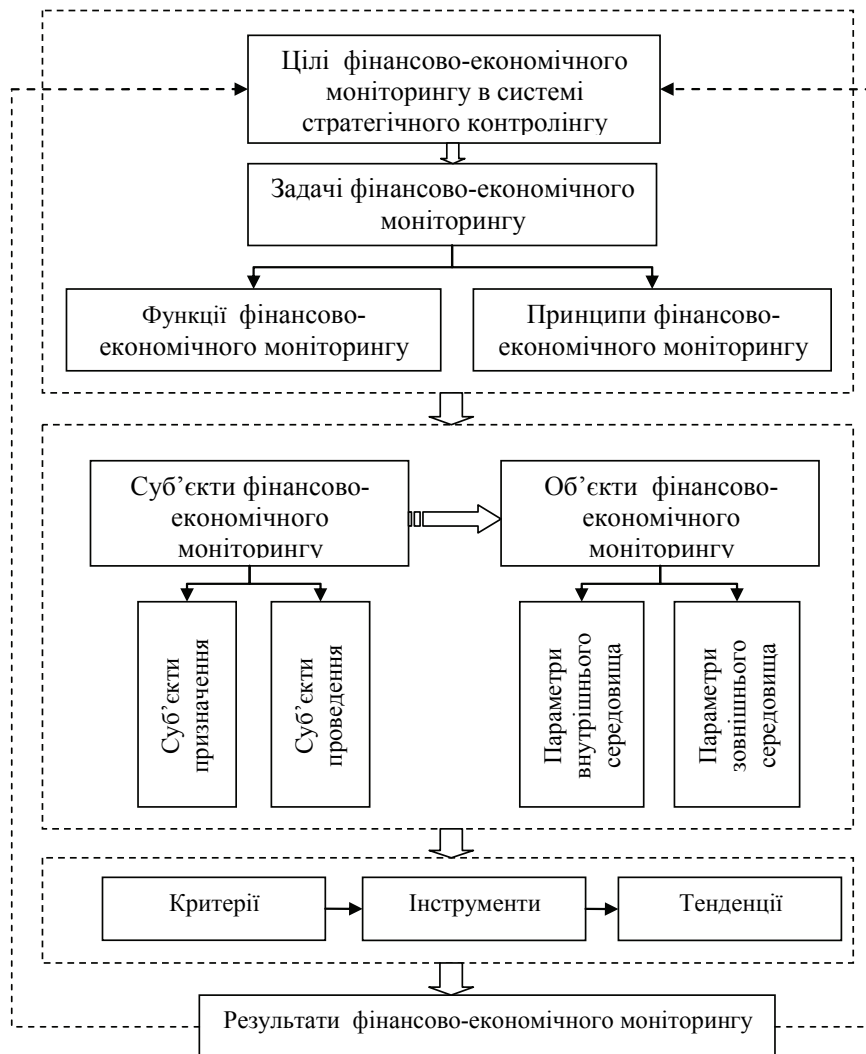 Цілі фінансово-економічного
моніторингу в системі
стратегічного контролінгу
Задачі фінансово-економічного
моніторингу
Функції фінансово-
економічного моніторингу
Принципи фінансово-
економічного моніторингу
Суб’єкти фінансово-
економічного
моніторингу
Об’єкти фінансово-
економічного
моніторингу
Суб’єкти
призначення
Суб’єкти
проведення
Параметри
внутрішнього
середовища
Параметри
зовнішнього
середовища
Критерії
Інструменти
Тенденції
Результати фінансово-економічного моніторингу